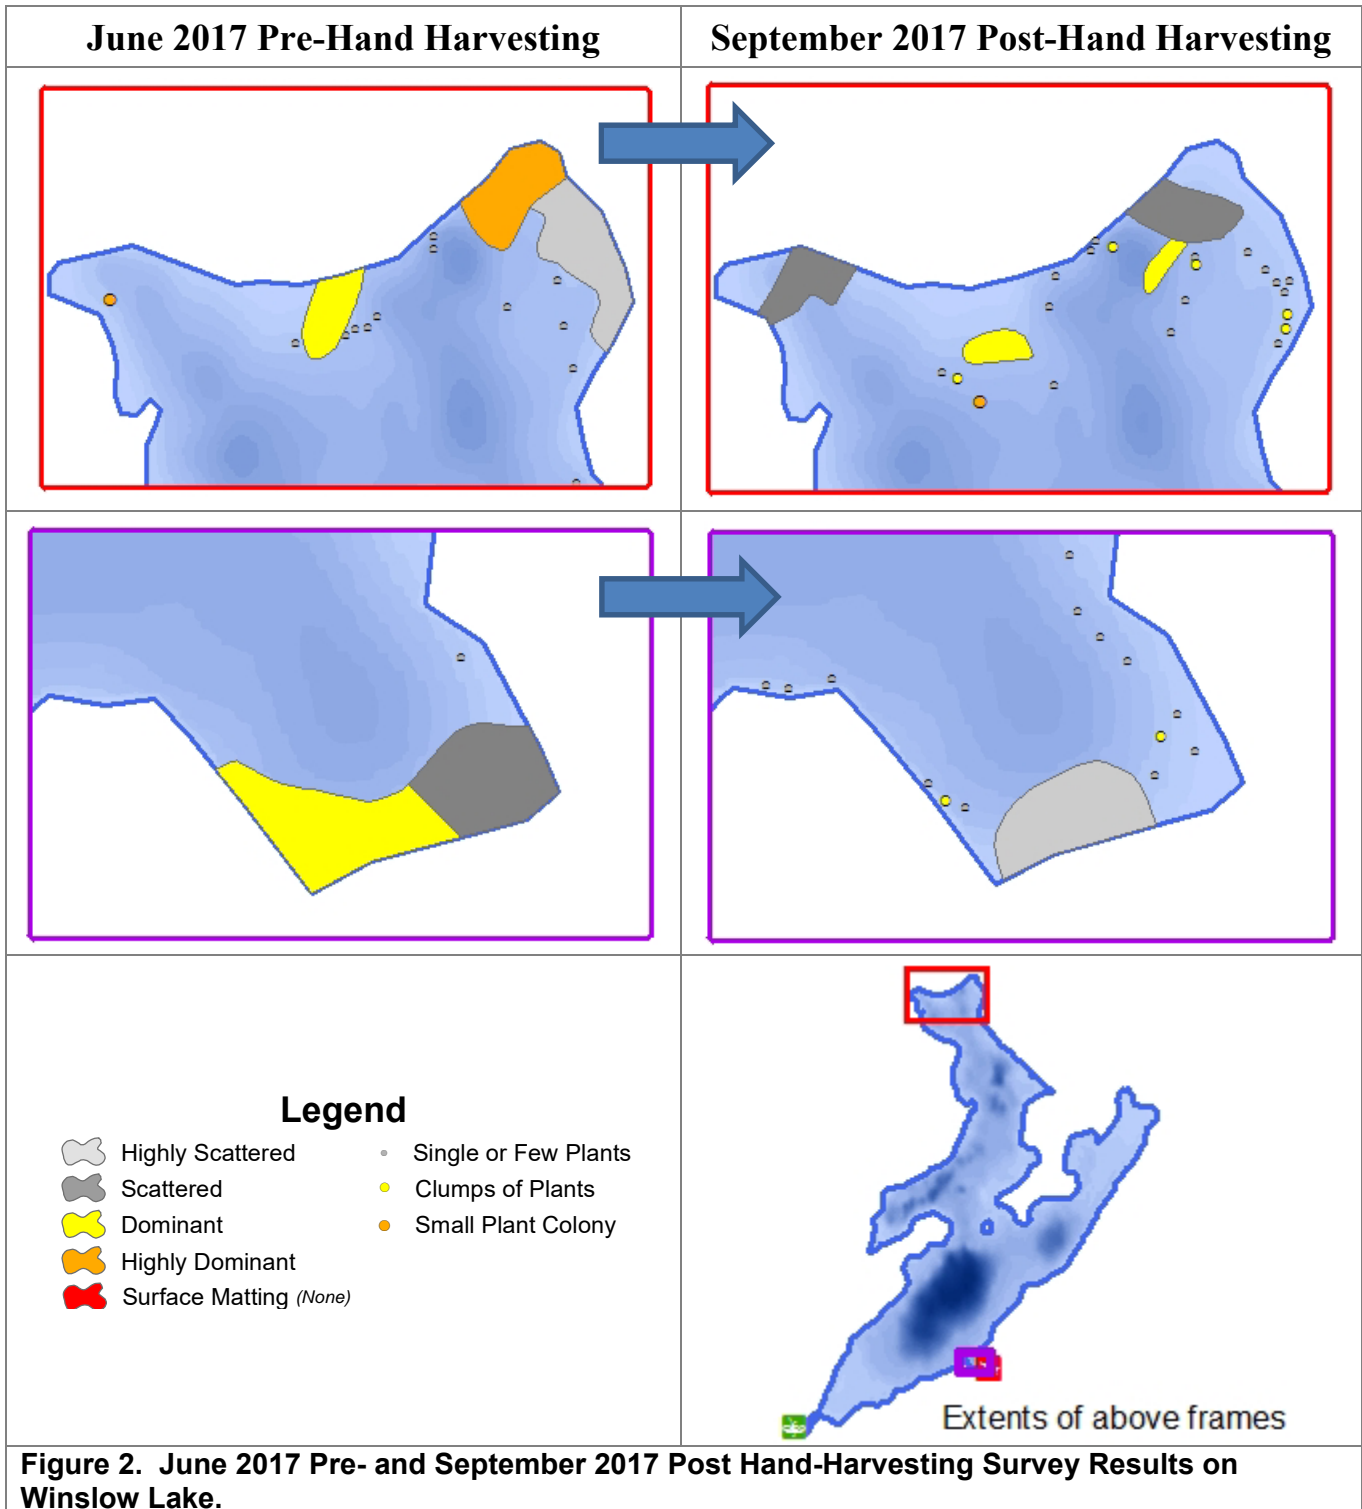 June 2017 Pre-Hand Harvesting
September 2017 Post-Hand Harvesting
Legend
Highly Scattered
Scattered
Dominant
Highly Dominant
Surface Matting (None)
Single or Few Plants
Clumps of Plants
Small Plant Colony
Extents of above frames
Figure 2. June 2017 Pre- and September 2017 Post Hand-Harvesting Survey Results on
Winslow Lake.